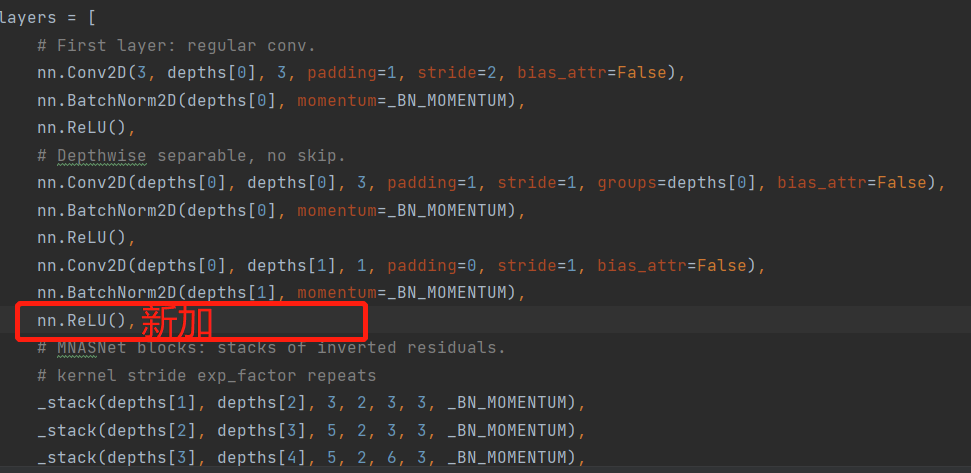 layers = [
# First layer: regular conv.
nn.Conv2D(3, depths[0], 3, padding=1, stride=2, bias_attr=False),
nn.BatchNorm2D(depths[0], momentum=_BN_MOMENTUM),
nn.ReLU(),
# Depthwise separable, no skip.
nn.Conv2D(depths[0], depths[0], 3, padding=1, stride=1, groups=depths[0], bias_attr=False),
nn.BatchNorm2D(depths[0], momentum=_BN_MOMENTUM),
nn.ReLU(),
nn.Conv2D(depths[0], depths[1], 1, padding=0, stride=1, bias_attr=False),
nn.BatchNorm2D(depths[1], momentum=_BN_MOMENTUM),
nn.ReLU(), 新加
# MNASNet blocks: stacks of inverted residuals.
# kernel stride exp_factor repeats
_stack(depths[1], depths[2], 3, 2, 3, 3, _BN_MOMENTUM),
_stack(depths[2], depths[3], 5, 2, 3, 3, _BN_MOMENTUM),
_stack(depths[3], depths[4], 5, 2, 6, 3, _BN_MOMENTUM),